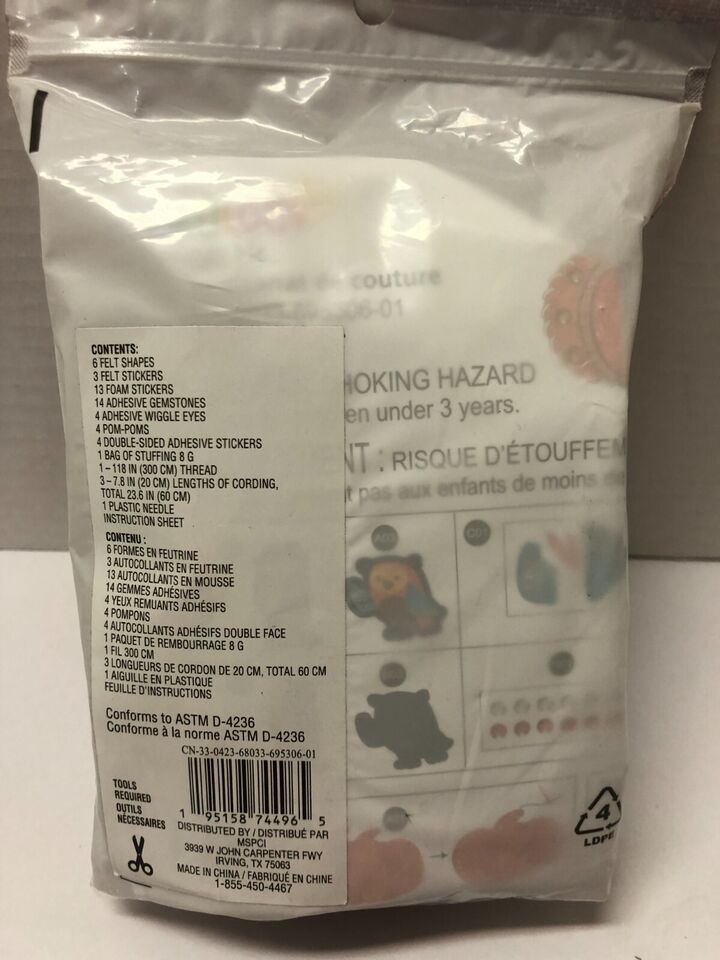 couture
06-01
HOKING HAZARD
en under 3 years.
NT : RISQUE D'ÉTOUFFEM
t pas aux enfants de moins de
CONTENTS:
6 FELT SHAPES
3 FELT STICKERS
13 FOAM STICKERS
14 ADHESIVE GEMSTONES
4 ADHESIVE WIGGLE EYES
4 POM-POMS
4 DOUBLE-SIDED ADHESIVE STICKERS
1 BAG OF STUFFING 8 G
1 – 118 IN (300 CM) THREAD
3 – 7.8 IN (20 CM) LENGTHS OF CORDING,
TOTAL 23.6 IN (60 CM)
1 PLASTIC NEEDLE
INSTRUCTION SHEET
CONTENU :
6 FORMES EN FEUTRINE
3 AUTOCOLLANTS EN FEUTRINE
13 AUTOCOLLANTS EN MOUSSE
14 GEMMES ADHÉSIVES
4 YEUX REMUANTS ADHÉSIFS
4 POMPONS
4 AUTOCOLLANTS ADHÉSIFS DOUBLE FACE
1 PAQUET DE REMBOURRAGE 8 G
1 FIL 300 CM
3 LONGUEURS DE CORDON DE 20 CM, TOTAL 60 CM
1 AIGUILLE EN PLASTIQUE
FEUILLE D'INSTRUCTIONS
Conforms to ASTM D-4236
Conforme à la norme ASTM D-4236
CN-33-0423-68033-695306-01
TOOLS
REQUIRED
OUTILS
NÉCESSAIRES
1 95158 74496 5
DISTRIBUTED BY / DISTRIBUÉ PAR
MSPCI
3939 W JOHN CARPENTER FWY
IRVING, TX 75063
MADE IN CHINA / FABRIQUÉ EN CHINE
1-855-450-4467
4
LDPE